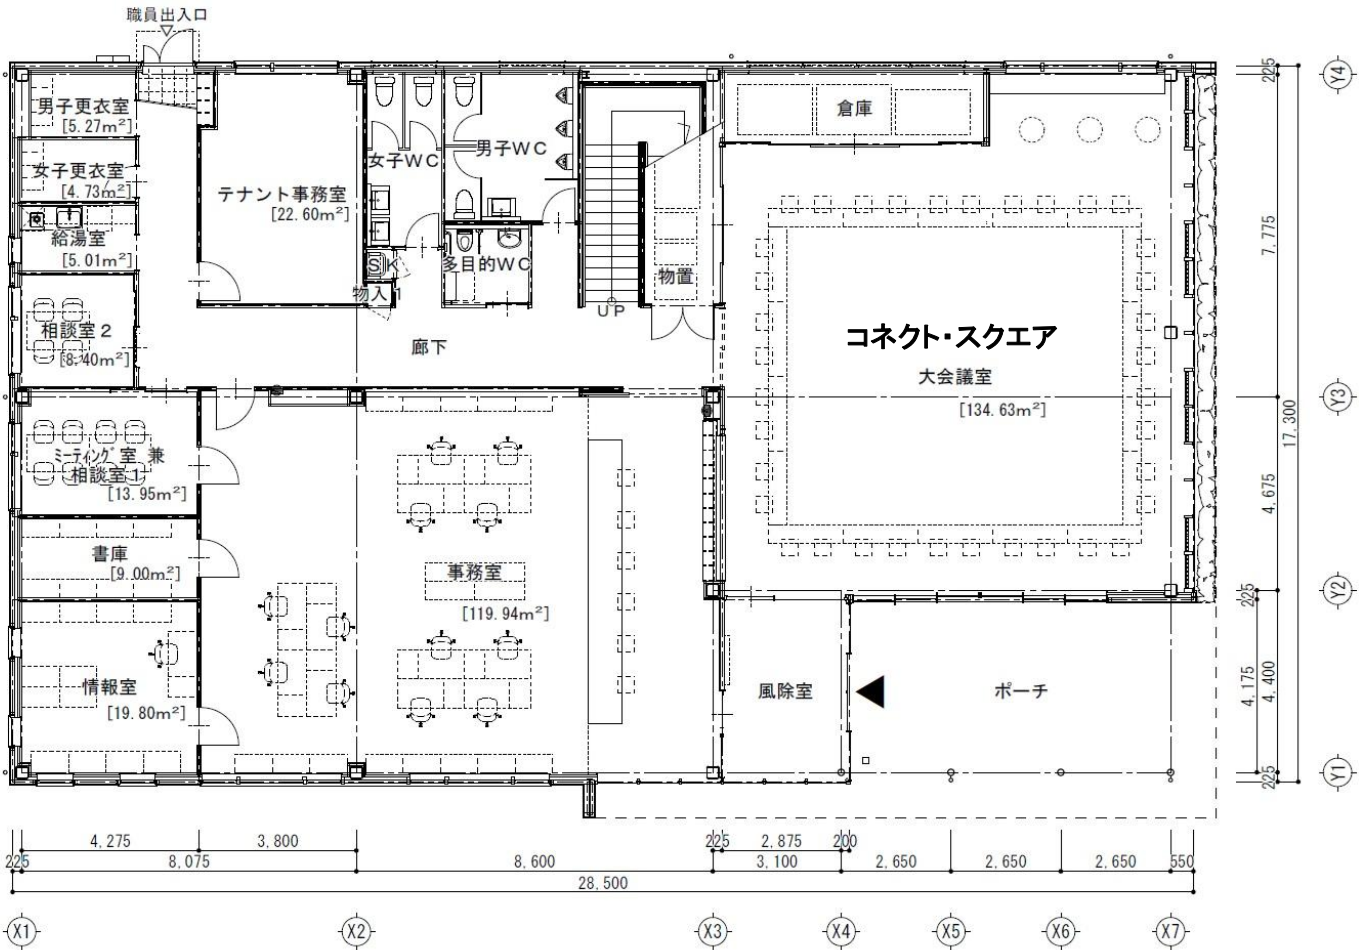 職員出入口
男子更衣室
[5.27m²]
女子更衣室
[4.73m²]
給湯室
[5.01m²]
相談室2
[8.40m²]
テナント事務室
[22.60m²]
女子WC
男子WC
SK
多目的WC
物入1
UP
物置
倉庫
廊下
コネクト・スクエア
大会議室
[134.63m²]
ミーティング室 兼
相談室1
[13.95m²]
書庫
[9.00m²]
情報室
[19.80m²]
事務室
[119.94m²]
風除室
ポーチ
225
7,775
4,675
225
4,175
4,400
225
17,300
Y4
Y3
Y2
Y1
4,275
3,800
225
2,875
200
225
8,075
8,600
3,100
2,650
2,650
2,650
550
28,500
X1
X2
X3
X4
X5
X6
X7